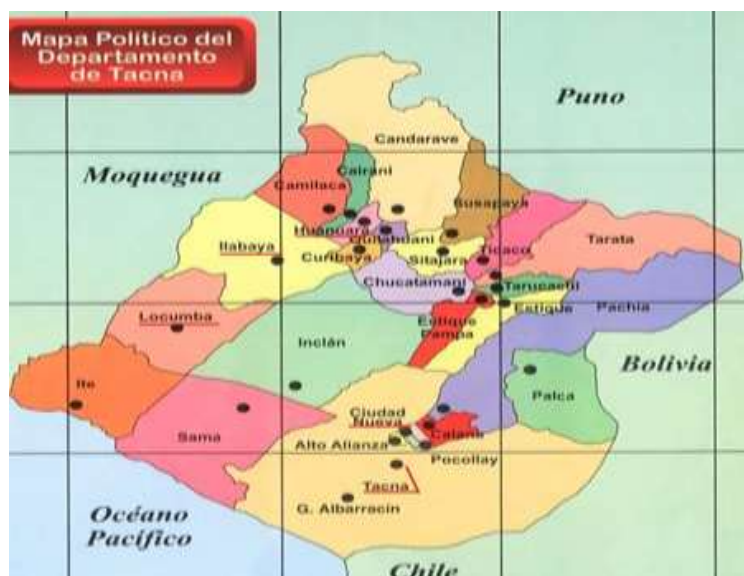 Mapa Político del
Departamento
de Tacna
Puno
Candarave
Moquegua
Cairani
Camilaca
Susapaya
Huanuara
Quilahuani
Tarata
Ilabaya
Curibaya
Sitajara
Ticaco
Chucatamani
Tarucachi
Locumba
Estique
Pachia
Estique
Pampa
Inclán
Bolivia
Ite
Palca
Ciudad
Nueva
Calana
Sama
Alto Alianza
Pocollay
Tacna
G. Albarracín
Océano
Pacífico
Chile